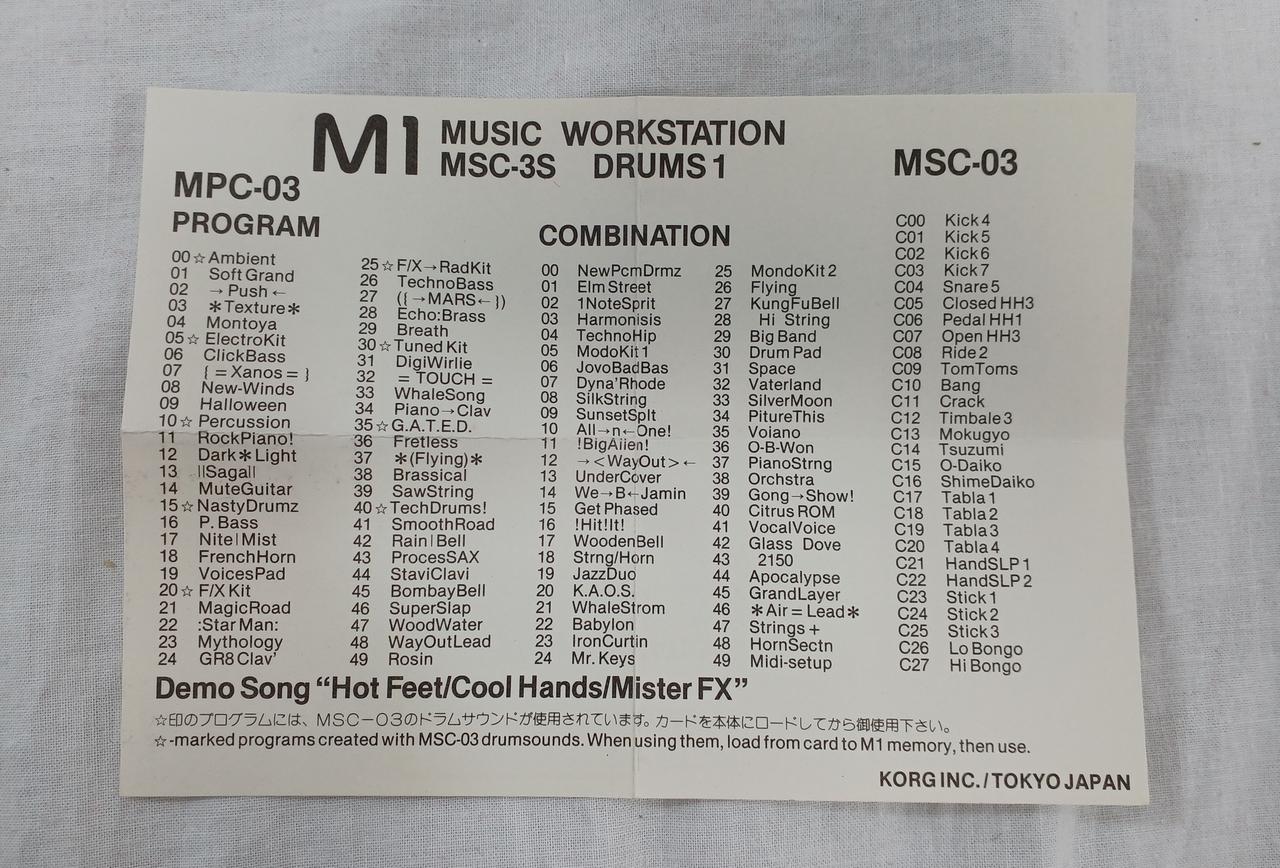 M1 MUSIC WORKSTATION
MSC-3S DRUMS 1
MPC-03
PROGRAM
00☆Ambient
01 Soft Grand
02 →Push←
03 ＊Texture＊
04 Montoya
05☆ElectroKit
06 ClickBass
07 {=Xanos=}
08 New-Winds
09 Halloween
10☆Percussion
11 RockPiano!
12 Dark＊Light
13 ||Saga||
14 MuteGuitar
15☆NastyDrumz
16 P. Bass
17 Nite|Mist
18 FrenchHorn
19 VoicesPad
20☆F/X Kit
21 MagicRoad
22 :Star Man:
23 Mythology
24 GR8 Clav'
25☆F/X→RadKit
26 TechnoBass
27 ({→MARS←})
28 Echo:Brass
29 Breath
30☆Tuned Kit
31 DigiWirlie
32 =TOUCH=
33 WhaleSong
34 Piano→Clav
35☆G.A.T.E.D.
36 Fretless
37 ＊(Flying)＊
38 Brassical
39 SawString
40☆TechDrums!
41 SmoothRoad
42 Rain|Bell
43 ProcesSAX
44 StaviClavi
45 BombayBell
46 SuperSlap
47 WoodWater
48 WayOutLead
49 Rosin
COMBINATION
00 NewPcmDrmz
01 Elm Street
02 1NoteSprit
03 Harmonisis
04 TechnoHip
05 ModoKit 1
06 JovoBadBas
07 Dyna'Rhode
08 SilkString
09 SunsetSplt
10 All→n←One!
11 !BigAlien!
12 →<WayOut>←
13 UnderCover
14 We→B←Jamin
15 Get Phased
16 !Hit!It!
17 WoodenBell
18 Strng/Horn
19 JazzDuo
20 K.A.O.S.
21 WhaleStrom
22 Babylon
23 IronCurtin
24 Mr. Keys
25 MondoKit 2
26 Flying
27 KungFuBell
28 Hi String
29 Big Band
30 Drum Pad
31 Space
32 Vaterland
33 SilverMoon
34 PitureThis
35 Voiano
36 O-B-Won
37 PianoStrng
38 Orchstra
39 Gong→Show!
40 Citrus ROM
41 VocalVoice
42 Glass Dove
43 2150
44 Apocalypse
45 GrandLayer
46 ＊Air=Lead＊
47 Strings+
48 HornSectn
49 Midi-setup
MSC-03
C00 Kick 4
C01 Kick 5
C02 Kick 6
C03 Kick 7
C04 Snare 5
C05 Closed HH3
C06 Pedal HH1
C07 Open HH3
C08 Ride 2
C09 TomToms
C10 Bang
C11 Crack
C12 Timbale 3
C13 Mokugyo
C14 Tsuzumi
C15 O-Daiko
C16 ShimeDaiko
C17 Tabla 1
C18 Tabla 2
C19 Tabla 3
C20 Tabla 4
C21 HandSLP 1
C22 HandSLP 2
C23 Stick 1
C24 Stick 2
C25 Stick 3
C26 Lo Bongo
C27 Hi Bongo
Demo Song “Hot Feet/Cool Hands/Mister FX”
☆印のプログラムには、MSC－03のドラムサウンドが使用されています。カードを本体にロードしてから御使用下さい。
☆-marked programs created with MSC-03 drumsounds. When using them, load from card to M1 memory, then use.
KORG INC. / TOKYO JAPAN